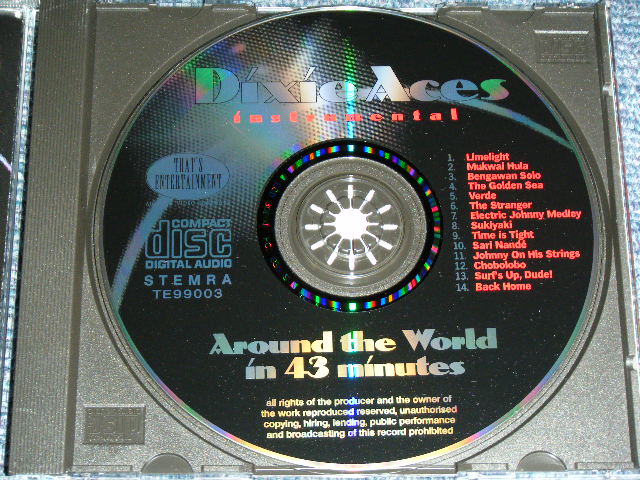 Dixie Aces
instrumental
THAT'S
ENTERTAINMENT
COMPACT
disc
DIGITAL AUDIO
STEMRA
TE99003
1. Limelight
2. Mukwai Hula
3. Bengawan Solo
4. The Golden Sea
5. Verde
6. The Stranger
7. Electric Johnny Medley
8. Sukiyaki
9. Time is Tight
10. Sari Nandé
11. Johnny On His Strings
12. Chobolobo
13. Surf's Up, Dude!
14. Back Home
Around the World
in 43 minutes
all rights of the producer and the owner of
the work reproduced reserved, unauthorised
copying, hiring, lending, public performance
and broadcasting of this record prohibited